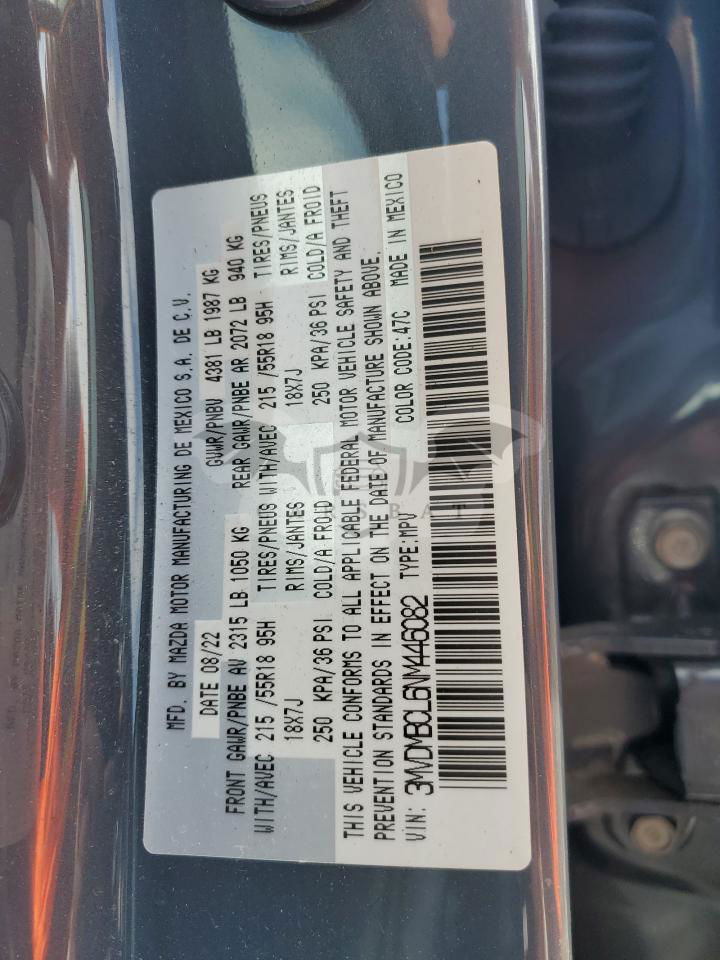 MFD. BY MAZDA MOTOR MANUFACTURING DE MEXICO S.A. DE C.V.
DATE 08/22 GVWR/PNBV 4381 LB 1987 KG
FRONT GAWR/PNBE AV 2315 LB 1050 KG REAR GAWR/PNBE AR 2072 LB 940 KG
WITH/AVEC 215 /55R18 95H TIRES/PNEUS WITH/AVEC 215 /55R18 95H TIRES/PNEUS
18X7J RIMS/JANTES 18X7J RIMS/JANTES
250 KPA/36 PSI COLD/A FROID 250 KPA/36 PSI COLD/A FROID
THIS VEHICLE CONFORMS TO ALL APPLICABLE FEDERAL MOTOR VEHICLE SAFETY AND THEFT
PREVENTION STANDARDS IN EFFECT ON THE DATE OF MANUFACTURE SHOWN ABOVE.
VIN: 3MVDMBCL6NM446082 TYPE:MPV COLOR CODE:47C MADE IN MEXICO